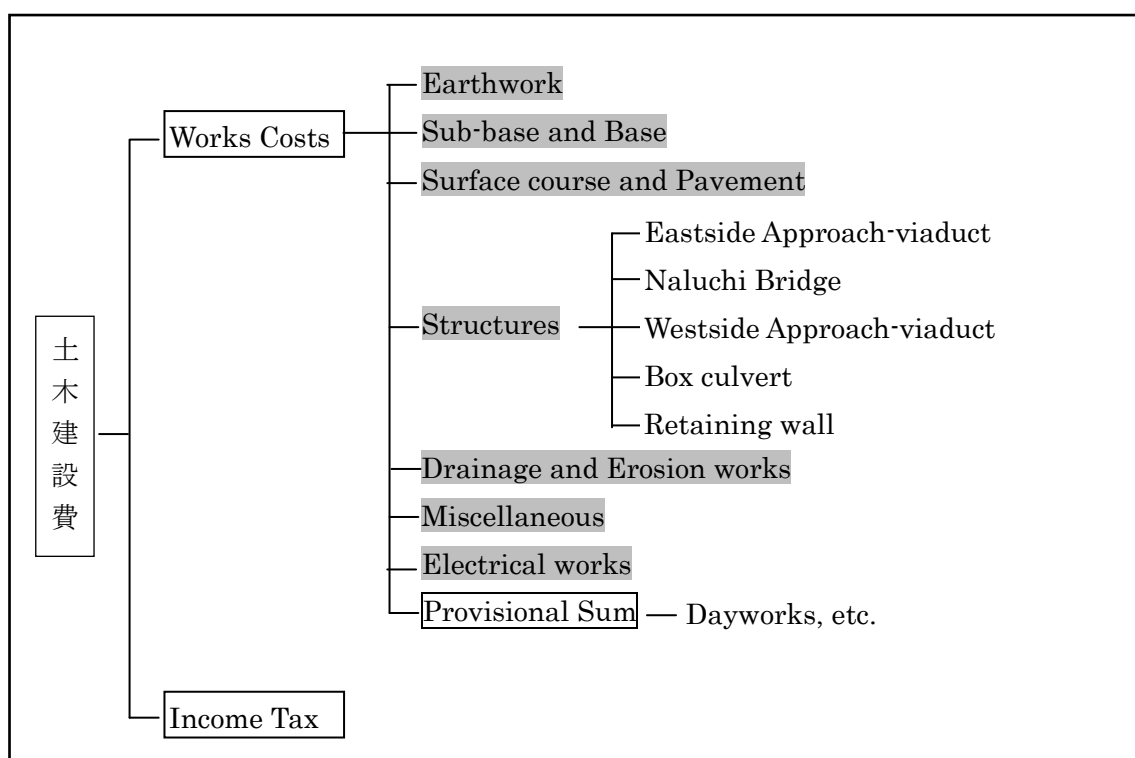 Earthwork
Works Costs
Sub-base and Base
Surface course and Pavement
Eastside Approach-viaduct
Naluchi Bridge
Structures
Westside Approach-viaduct
Box culvert
Retaining wall
土木建設費
Drainage and Erosion works
Miscellaneous
Electrical works
Provisional Sum
Dayworks, etc.
Income Tax